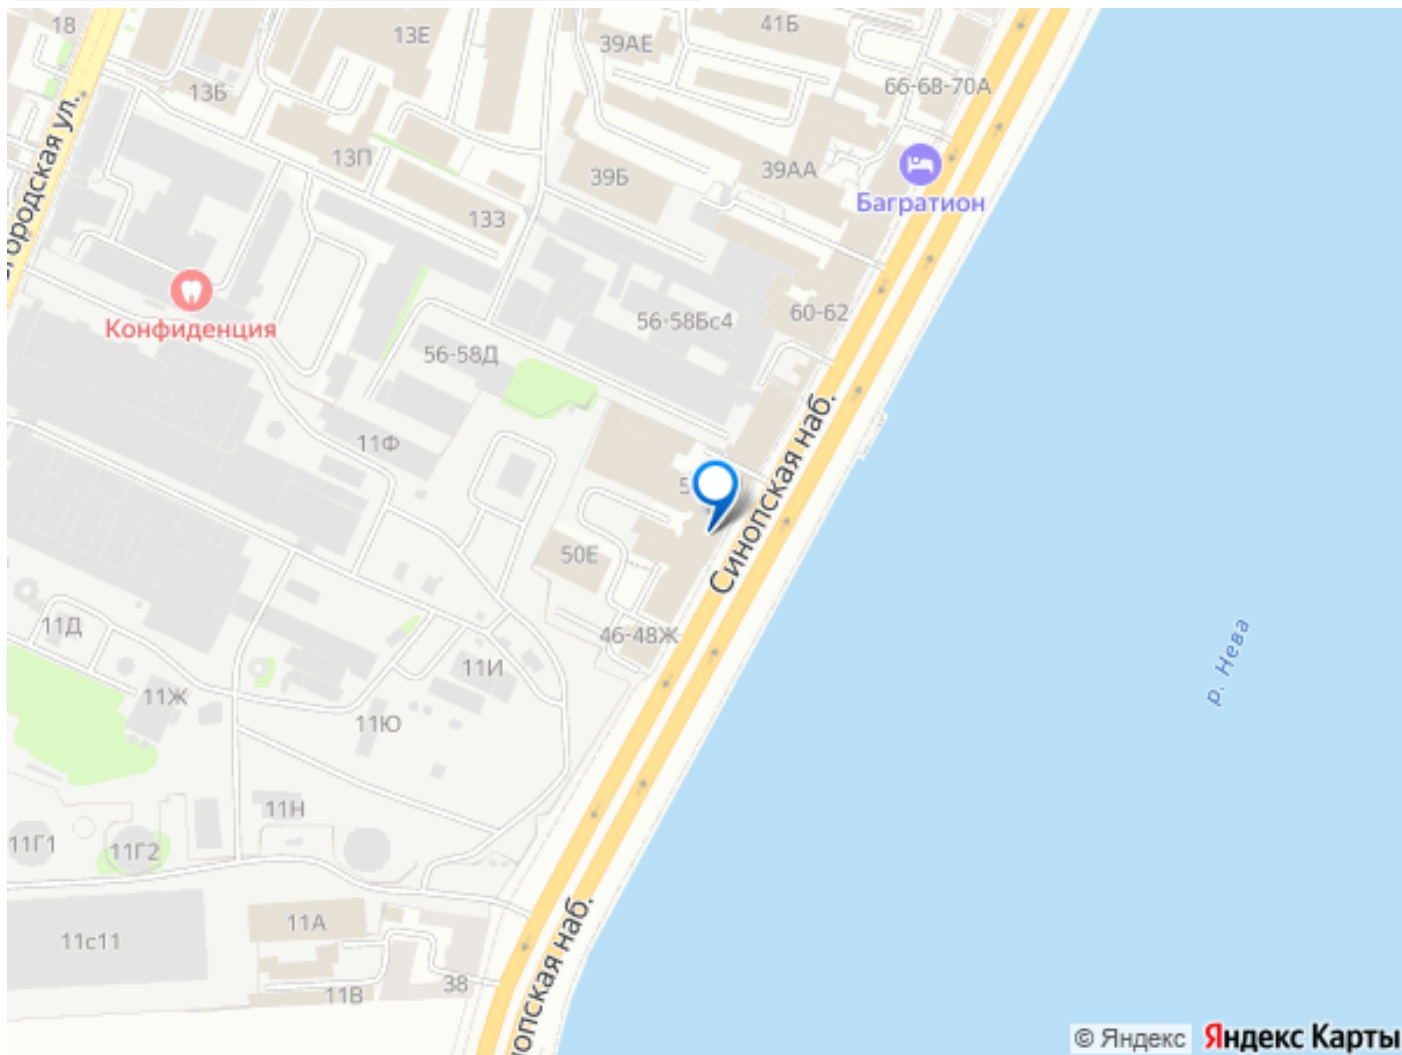 18
13Е
39АЕ
41Б
66-68-70А
13Б
13П
39Б
39АА
Багратион
133
городская ул.
Конфиденция
60-62
56-58Бс4
56-58Д
Синопская наб.
11Ф
5
50Е
46-48Ж
11Д
11И
11Ж
11Ю
р. Нева
11Н
11Г1
11Г2
11А
11с11
38
11В
нопская наб.
© Яндекс Яндекс Карты